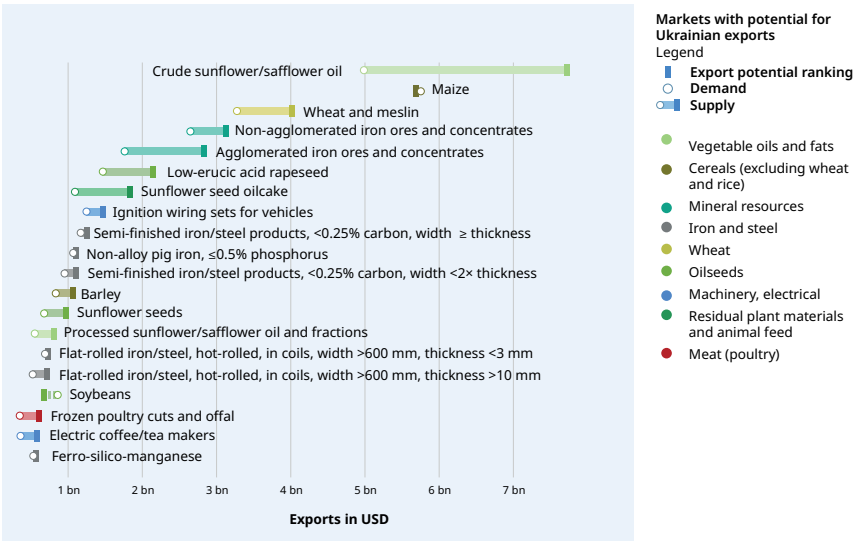 Markets with potential for
Ukrainian exports
Legend
Export potential ranking
Demand
Supply
Vegetable oils and fats
Cereals (excluding wheat
and rice)
Mineral resources
Iron and steel
Wheat
Oilseeds
Machinery, electrical
Residual plant materials
and animal feed
Meat (poultry)
Crude sunflower/safflower oil
Maize
Wheat and meslin
Non-agglomerated iron ores and concentrates
Agglomerated iron ores and concentrates
Low-erucic acid rapeseed
Sunflower seed oilcake
Ignition wiring sets for vehicles
Semi-finished iron/steel products, <0.25% carbon, width ≥ thickness
Non-alloy pig iron, ≤0.5% phosphorus
Semi-finished iron/steel products, <0.25% carbon, width <2× thickness
Barley
Sunflower seeds
Processed sunflower/safflower oil and fractions
Flat-rolled iron/steel, hot-rolled, in coils, width >600 mm, thickness <3 mm
Flat-rolled iron/steel, hot-rolled, in coils, width >600 mm, thickness >10 mm
Soybeans
Frozen poultry cuts and offal
Electric coffee/tea makers
Ferro-silico-manganese
1 bn 2 bn 3 bn 4 bn 5 bn 6 bn 7 bn
Exports in USD